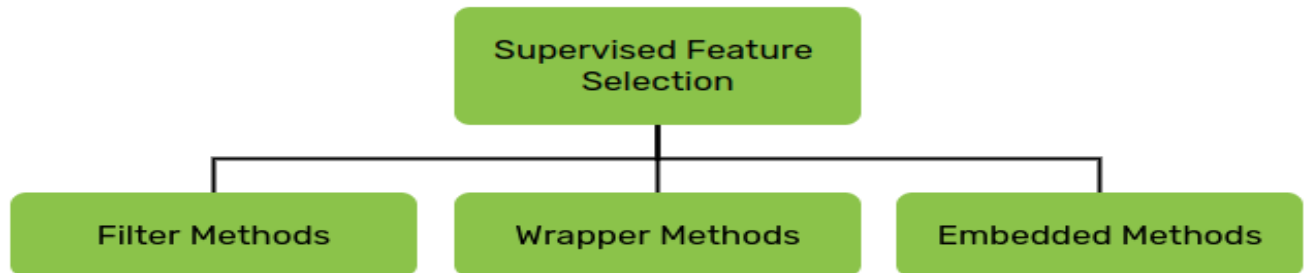 Supervised Feature
Selection
Filter Methods
Wrapper Methods
Embedded Methods